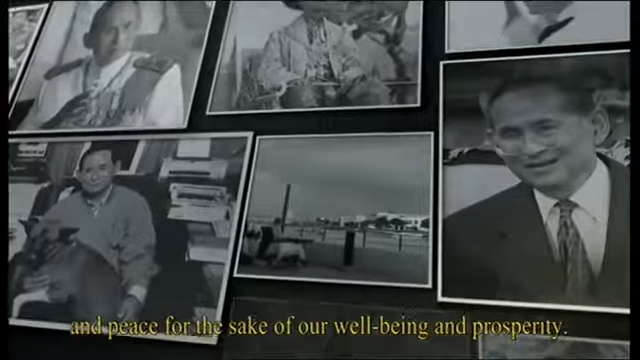 and peace for the sake of our well-being and prosperity.